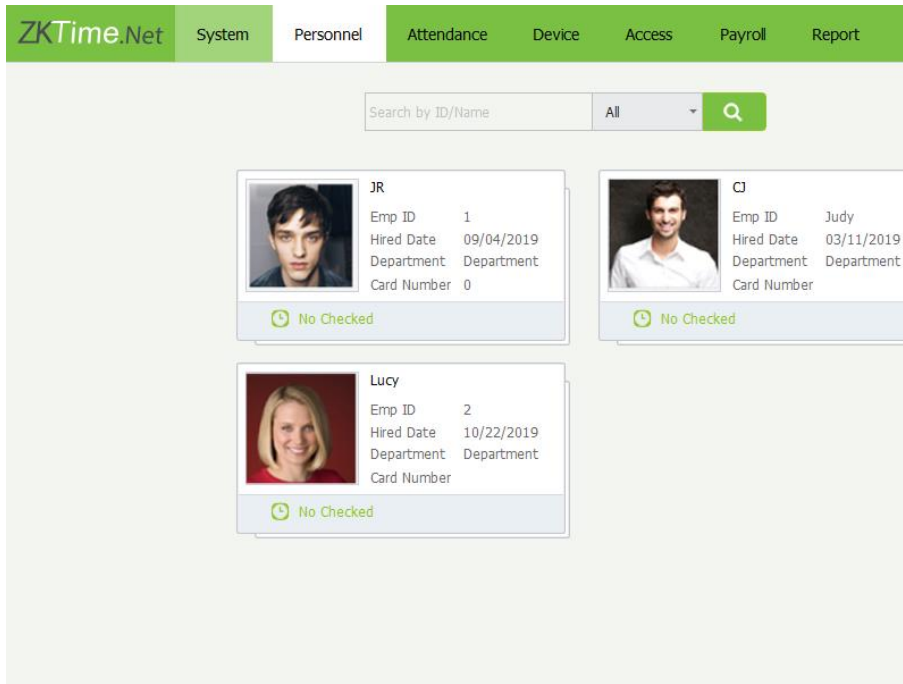 ZKTime.Net System Personnel Attendance Device Access Payroll Report
Search by ID/Name All
JR
Emp ID 1
Hired Date 09/04/2019
Department Department
Card Number 0
No Checked
CJ
Emp ID Judy
Hired Date 03/11/2019
Department Department
Card Number
No Checked
Lucy
Emp ID 2
Hired Date 10/22/2019
Department Department
Card Number
No Checked